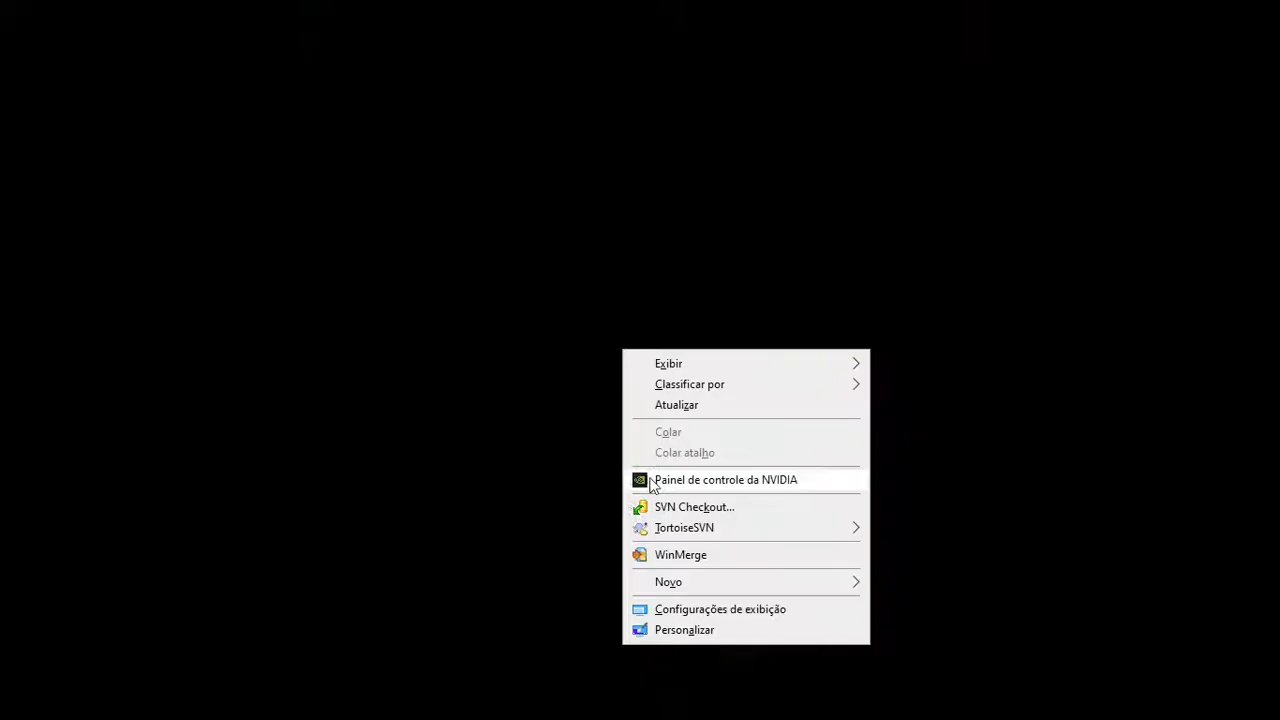 Exibir
Classificar por
Atualizar
Colar
Colar atalho
Painel de controle da NVIDIA
SVN Checkout...
TortoiseSVN
WinMerge
Novo
Configurações de exibição
Personalizar